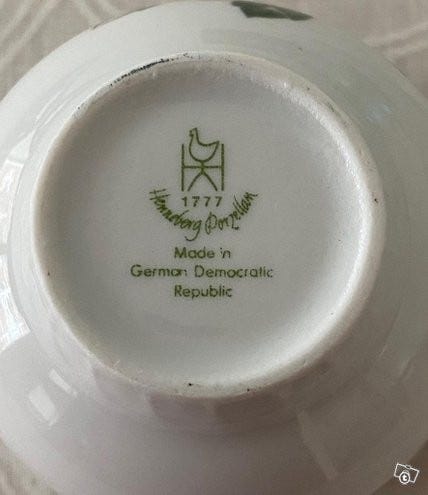 1777
Henneberg Porzellan
Made in
German Democratic
Republic